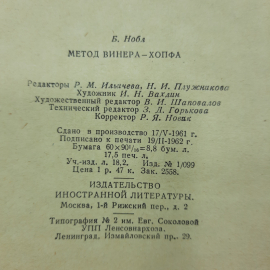 Б. Нобл
МЕТОД ВИНЕРА—ХОПФА
Редакторы Р. М. Ильичева, Н. И. Плужникова
Художник И. Н. Вахлин
Художественный редактор В. И. Шаповалов
Технический редактор З. Д. Горькова
Корректор Р. Я. Новик
Сдано в производство 17/V-1961 г.
Подписано к печати 19/II-1962 г.
Бумага 60×90¹/₁₆=8,8 бум. л.
17,5 печ. л.
Уч.-изд. л. 18,2. Изд. № 1/099
Цена 1 р. 47 к. Зак. 2558.
ИЗДАТЕЛЬСТВО
ИНОСТРАННОЙ ЛИТЕРАТУРЫ.
Москва, 1-й Рижский пер., 2
Типография № 2 им. Евг. Соколовой
УПП Ленсовнархоза.
Ленинград, Измайловский пр., 29.